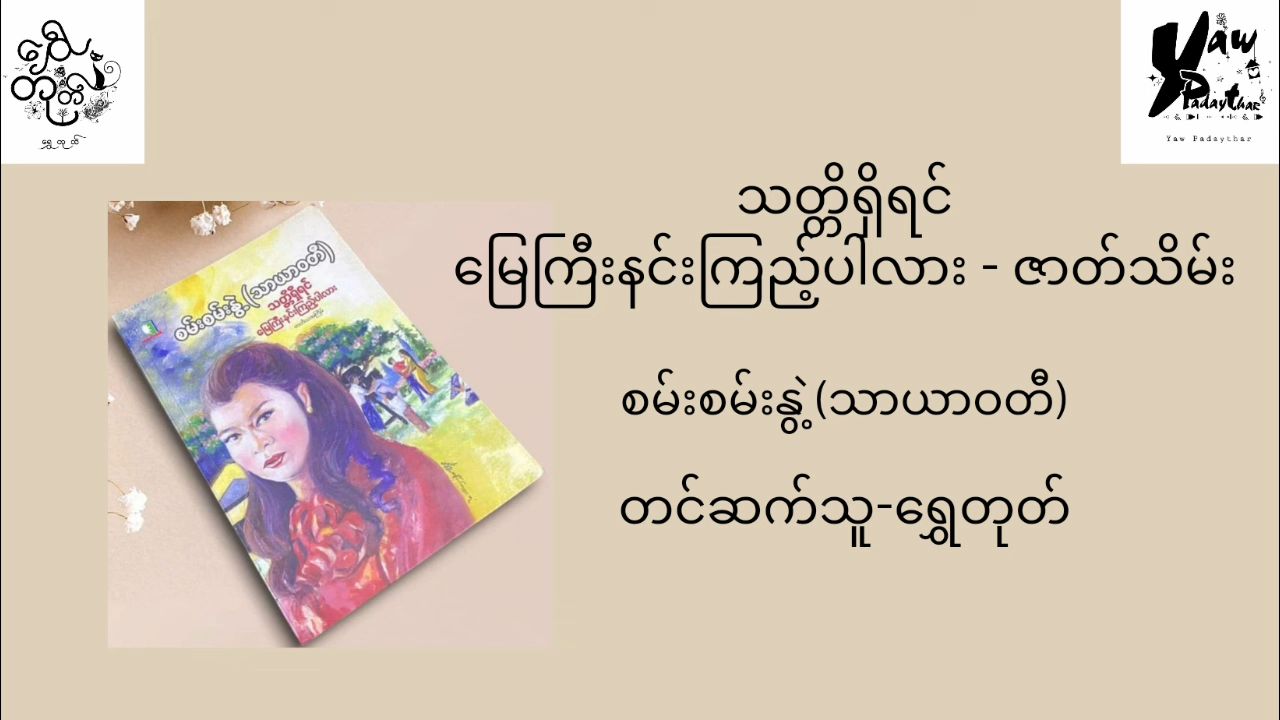 ရွှေတုတ်
Yaw
Padaythar
Yaw Padaythar
သတ္တိရှိရင်
မြေကြီးနင်းကြည့်ပါလား - ဇာတ်သိမ်း
စမ်းစမ်းနွဲ့(သာယာဝတီ)
တင်ဆက်သူ-ရွှေတုတ်
စမ်းစမ်းနွဲ့(သာယာဝတီ)
သတ္တိရှိရင်
မြေကြီးနင်းကြည့်ပါလား